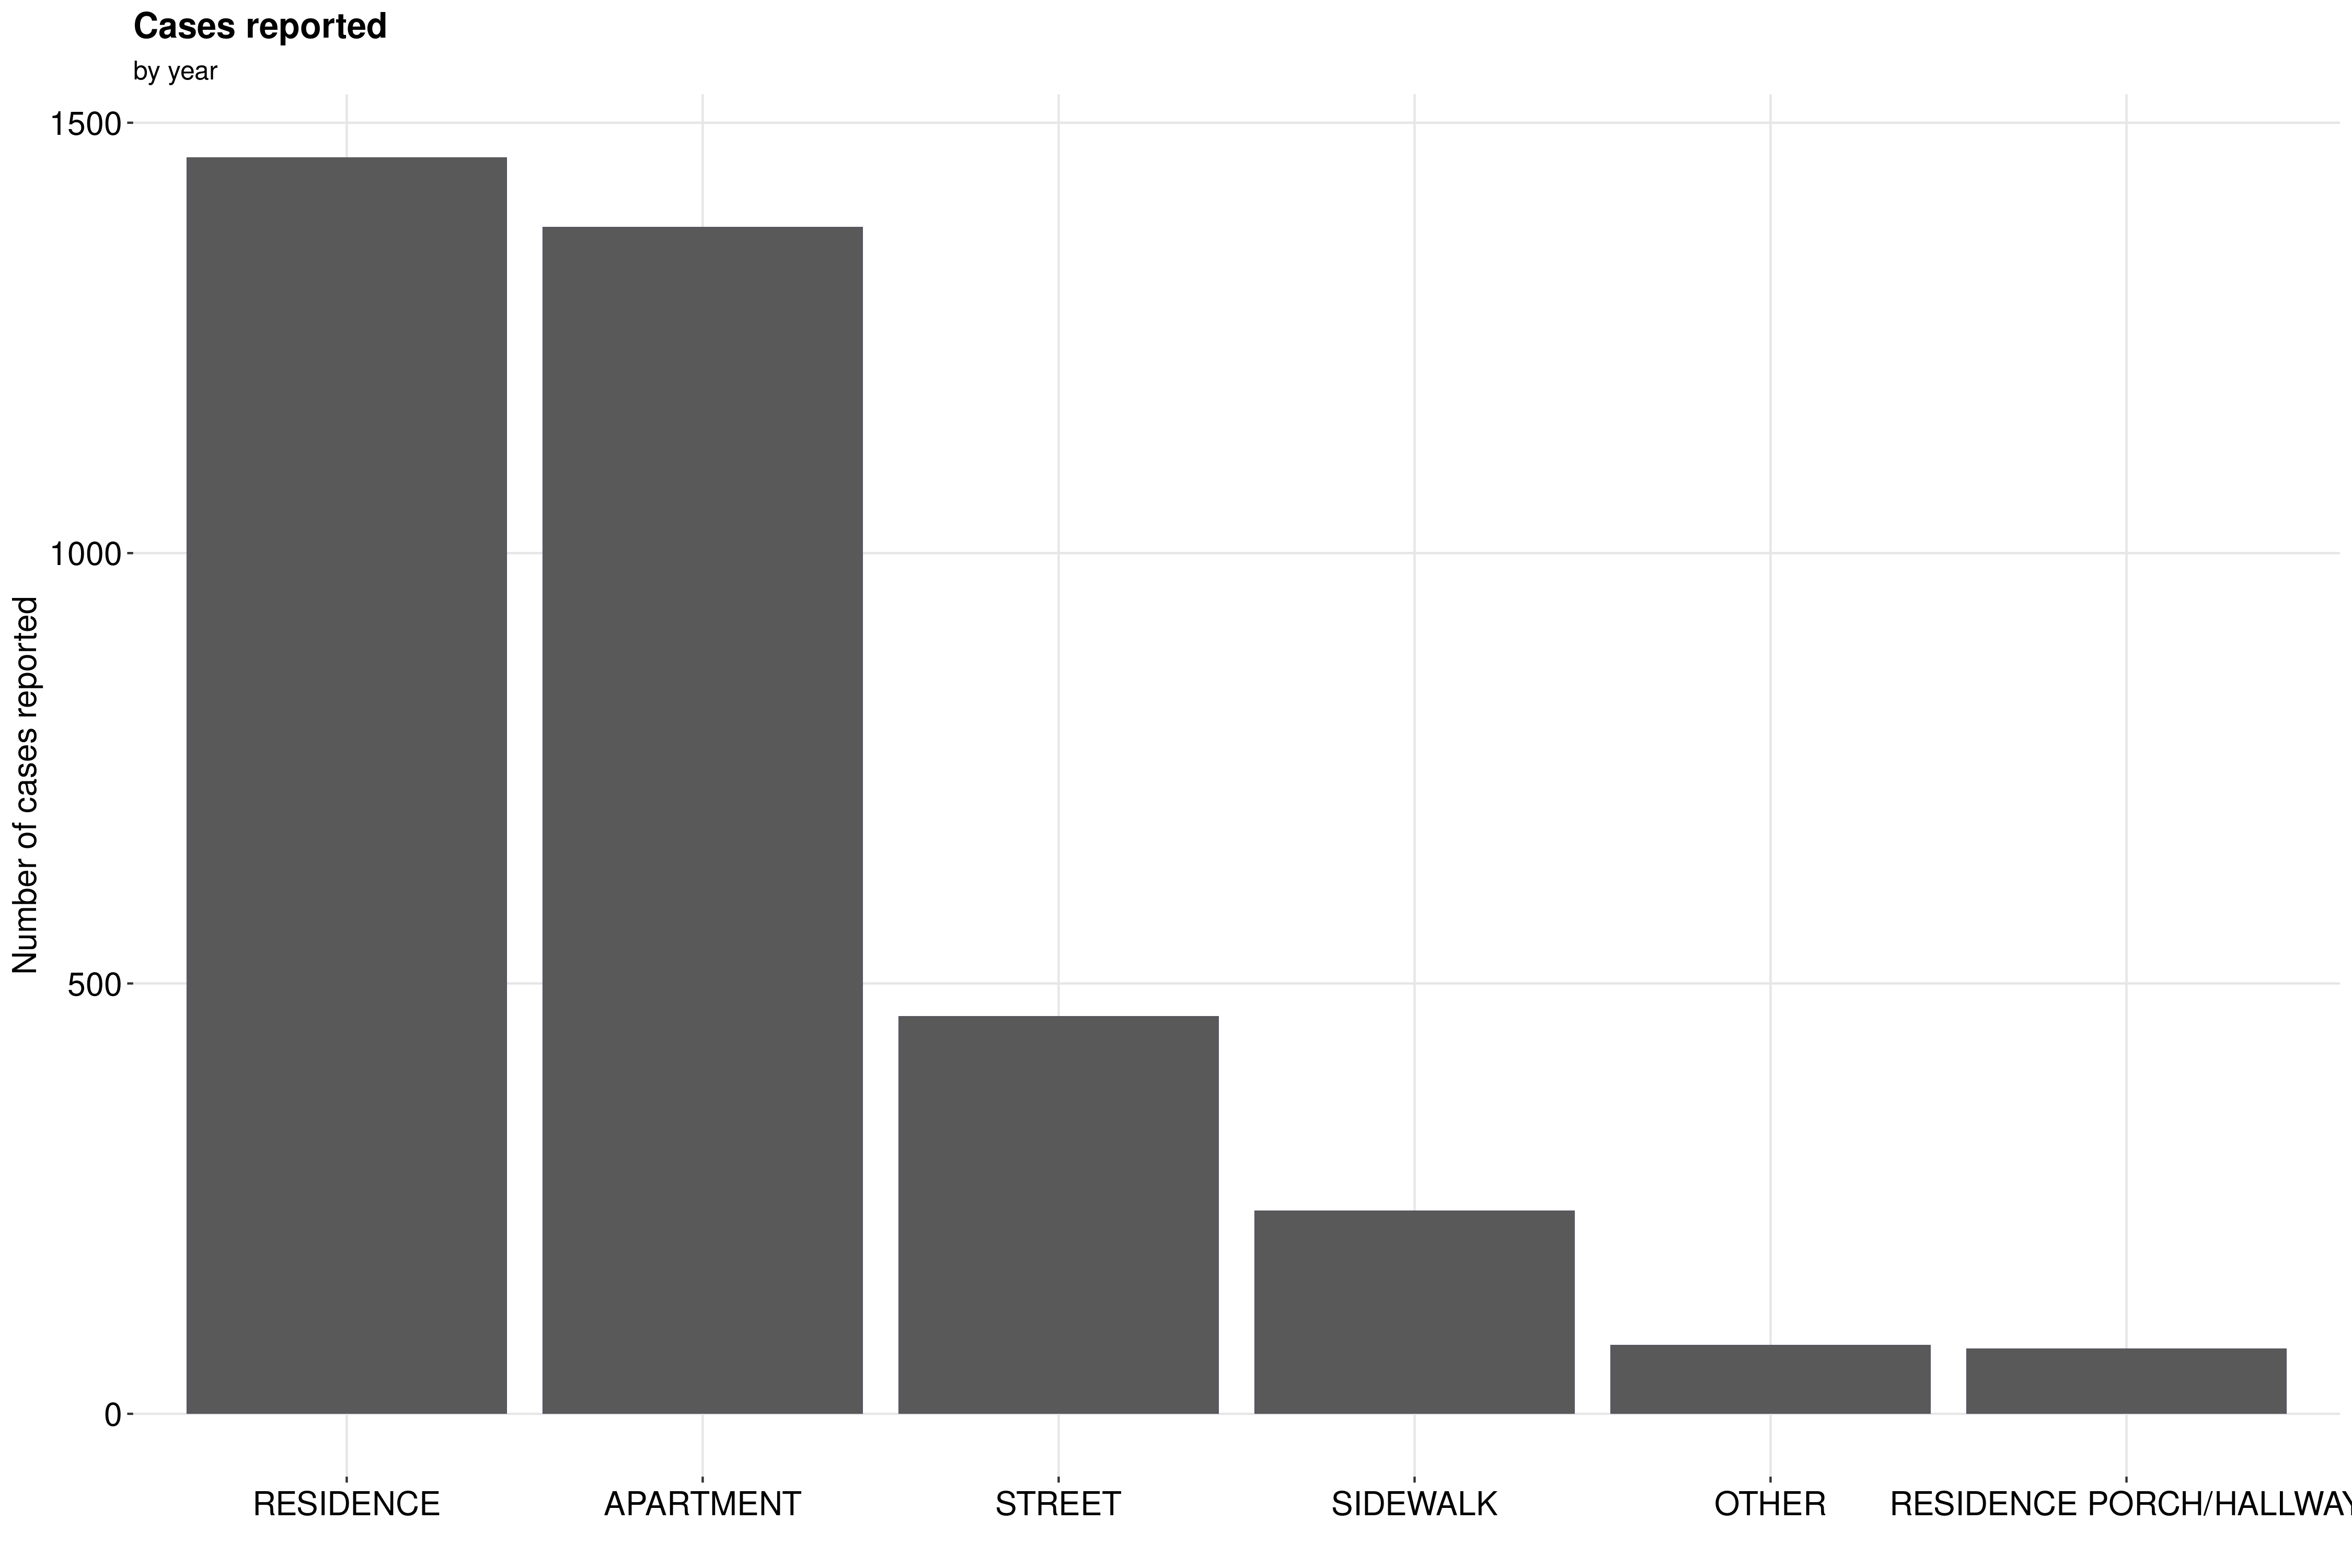 Cases reported
by year
1500
1000
500
0
Number of cases reported
RESIDENCE
APARTMENT
STREET
SIDEWALK
OTHER
RESIDENCE PORCH/HALLWAY